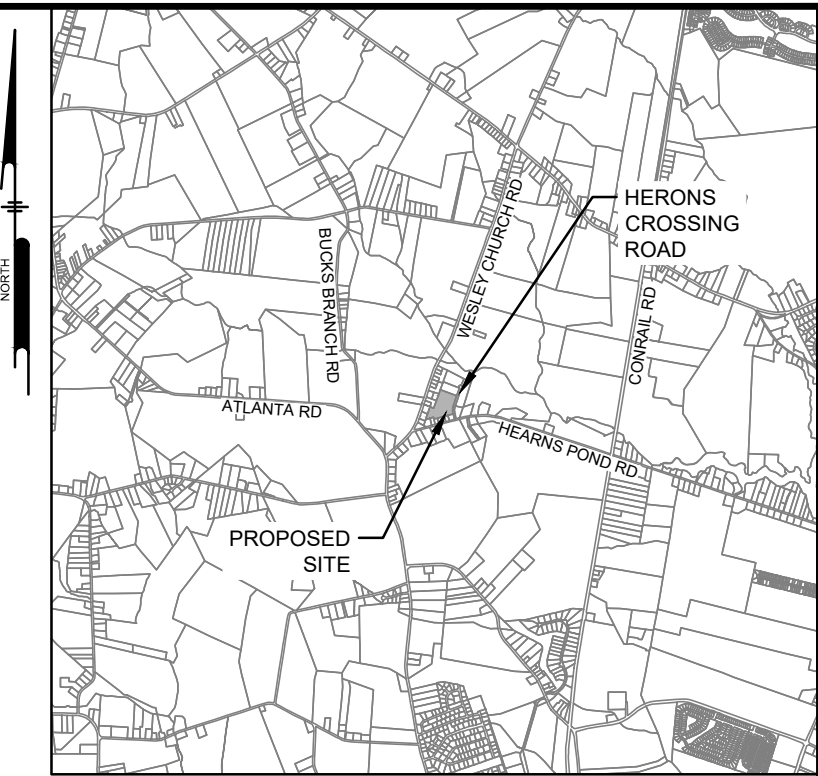 NORTH
HERONS
CROSSING
ROAD
WESLEY CHURCH RD
BUCKS BRANCH RD
CONRAIL RD
ATLANTA RD
HEARNS POND RD
PROPOSED
SITE